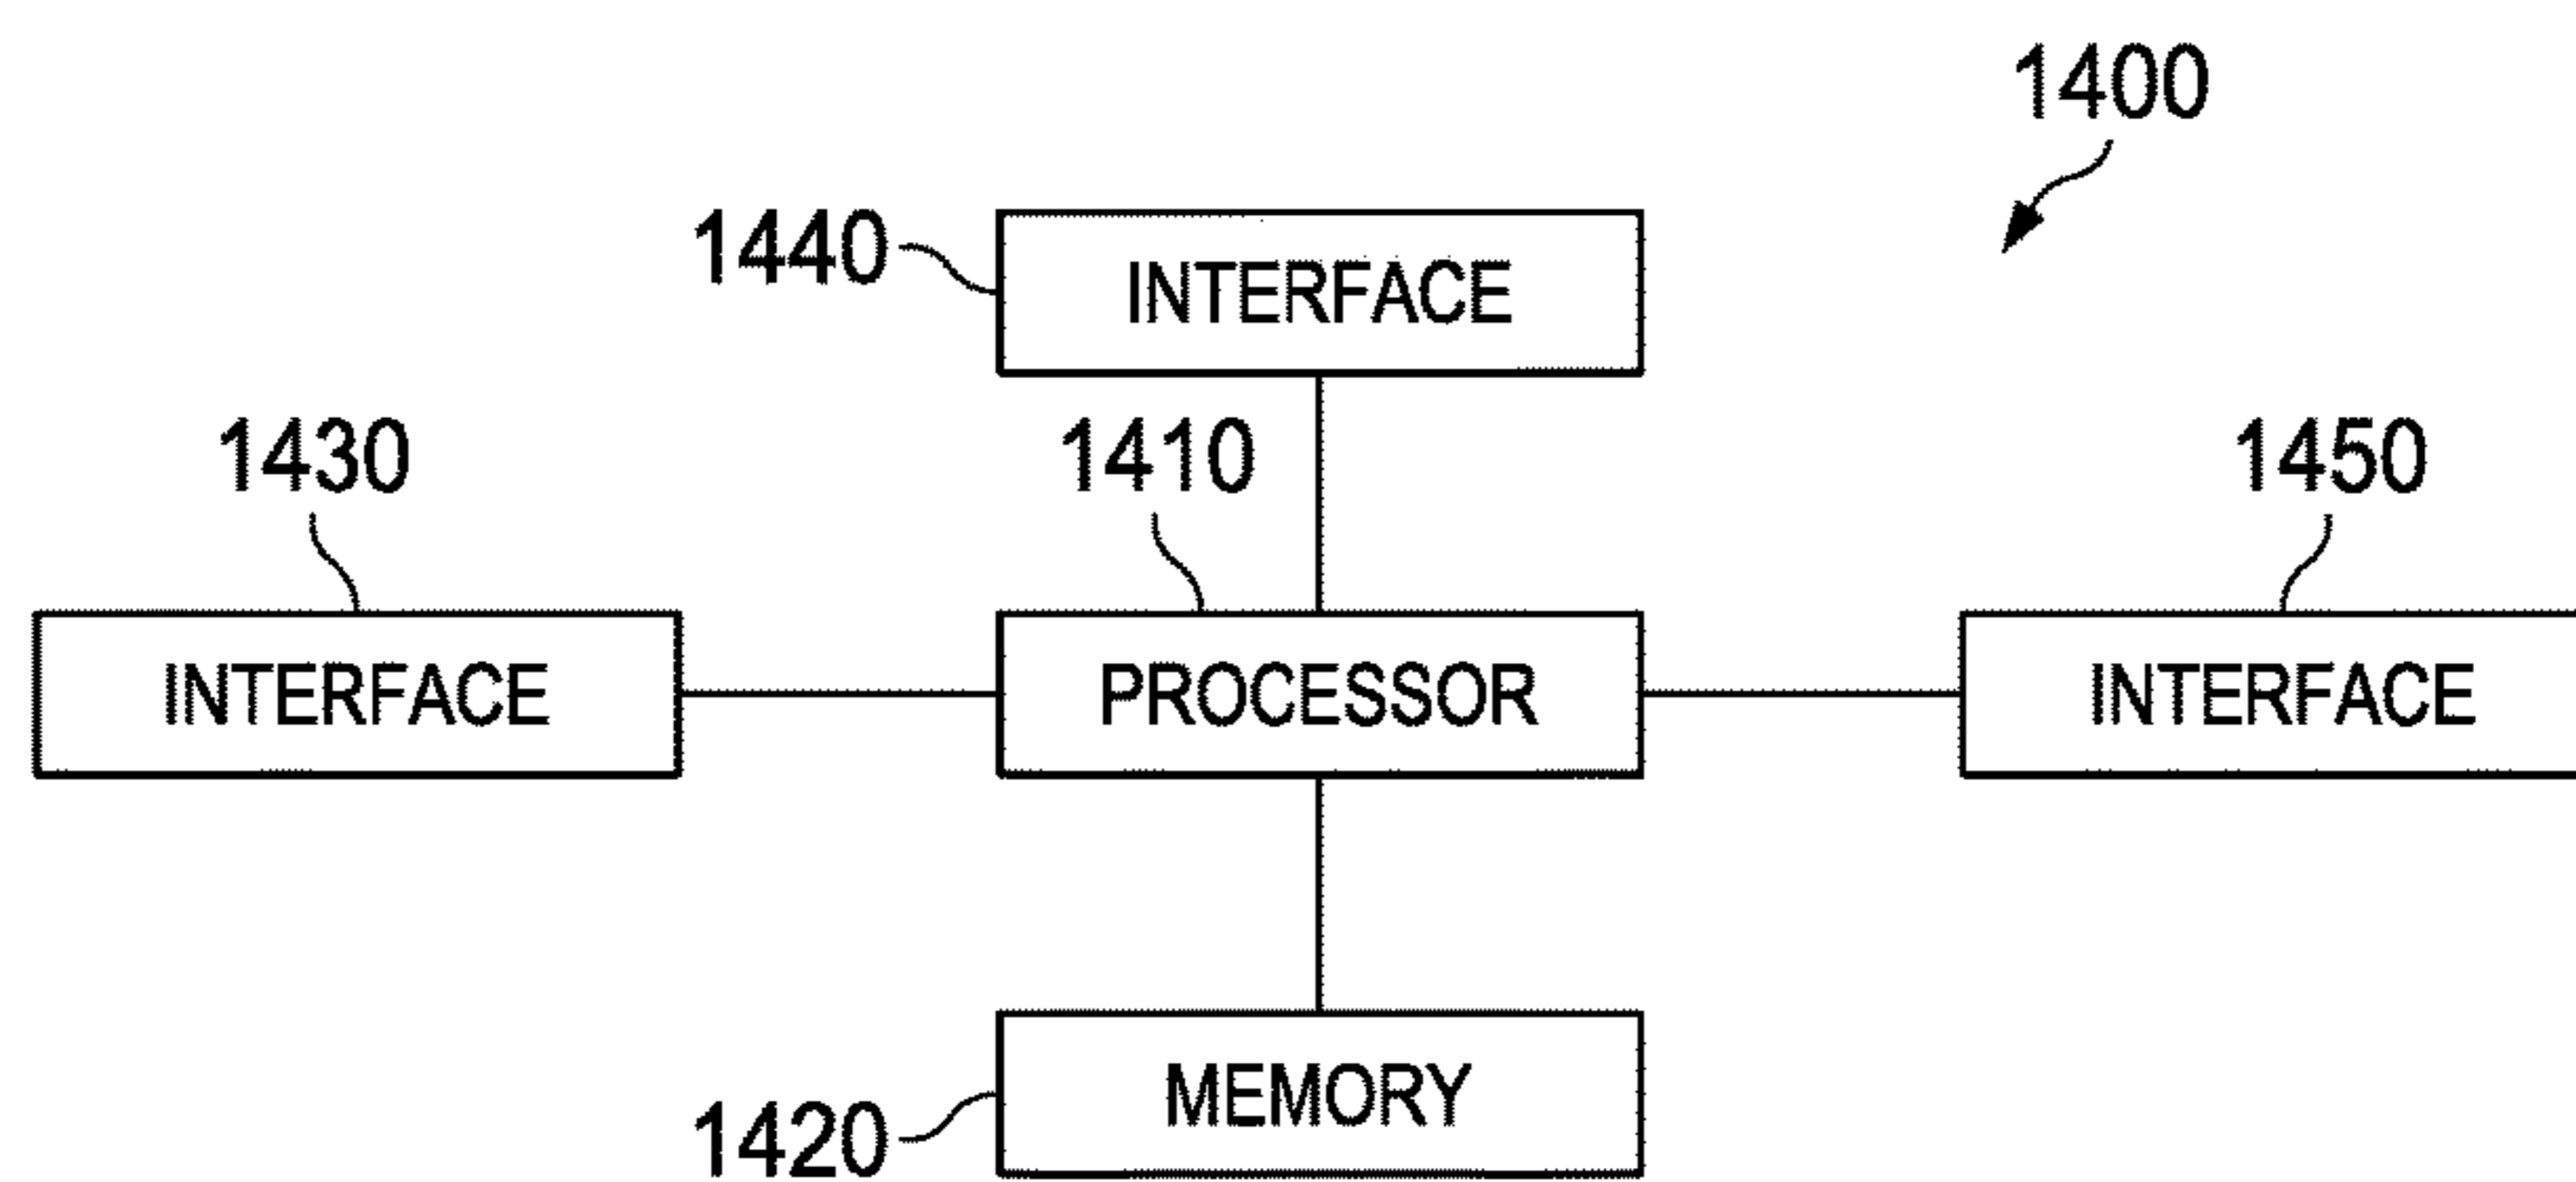 1400
1440
INTERFACE
1430
1410
1450
INTERFACE
PROCESSOR
INTERFACE
MEMORY
1420